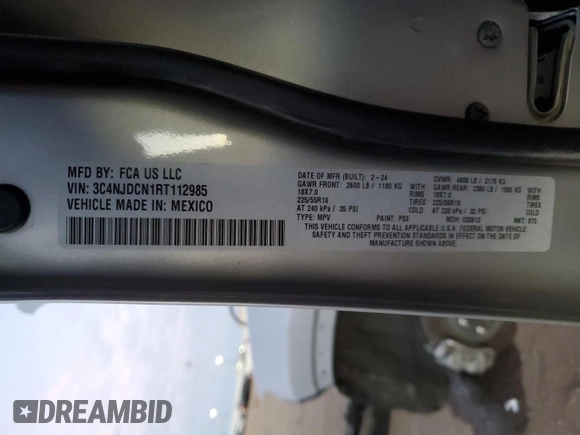 MFD BY: FCA US LLC
VIN: 3C4NJDCN1RT112985
VEHICLE MADE IN: MEXICO
DATE OF MFR (BUILT): 2-24
GAWR FRONT: 2600 LB / 1180 KG
18X7.0 RIMS
225/55R18 TIRES
AT 240 kPa / 35 PSI COLD
TYPE: MPV PAINT: PSE
GVWR: 4800 LB / 2176 KG
GAWR REAR: 2380 LB / 1080 KG
18X7.0 RIMS
225/55R18 TIRES
AT 220 kPa / 32 PSI COLD
MDH:
MKT:
THIS VEHICLE CONFORMS TO ALL APPLICABLE U.S.A. FEDERAL MOTOR VEHICLE
SAFETY AND THEFT PREVENTION STANDARDS IN EFFECT ON THE DATE OF
MANUFACTURE SHOWN ABOVE.
DREAMBID